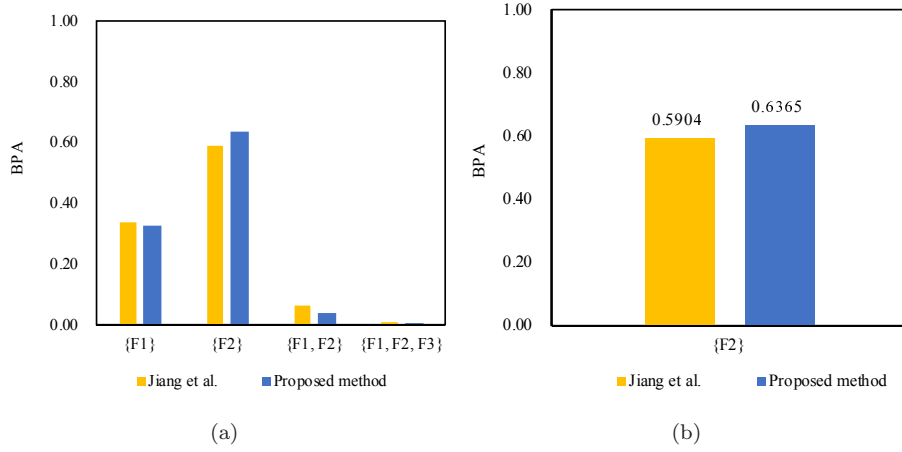 1.00
0.80
0.60
0.40
0.20
0.00
BPA
{F1}
{F2}
{F1, F2}
{F1, F2, F3}
Jiang et al.
Proposed method
(a)
1.00
0.80
0.60
0.40
0.20
0.00
BPA
0.5904
0.6365
{F2}
Jiang et al.
Proposed method
(b)